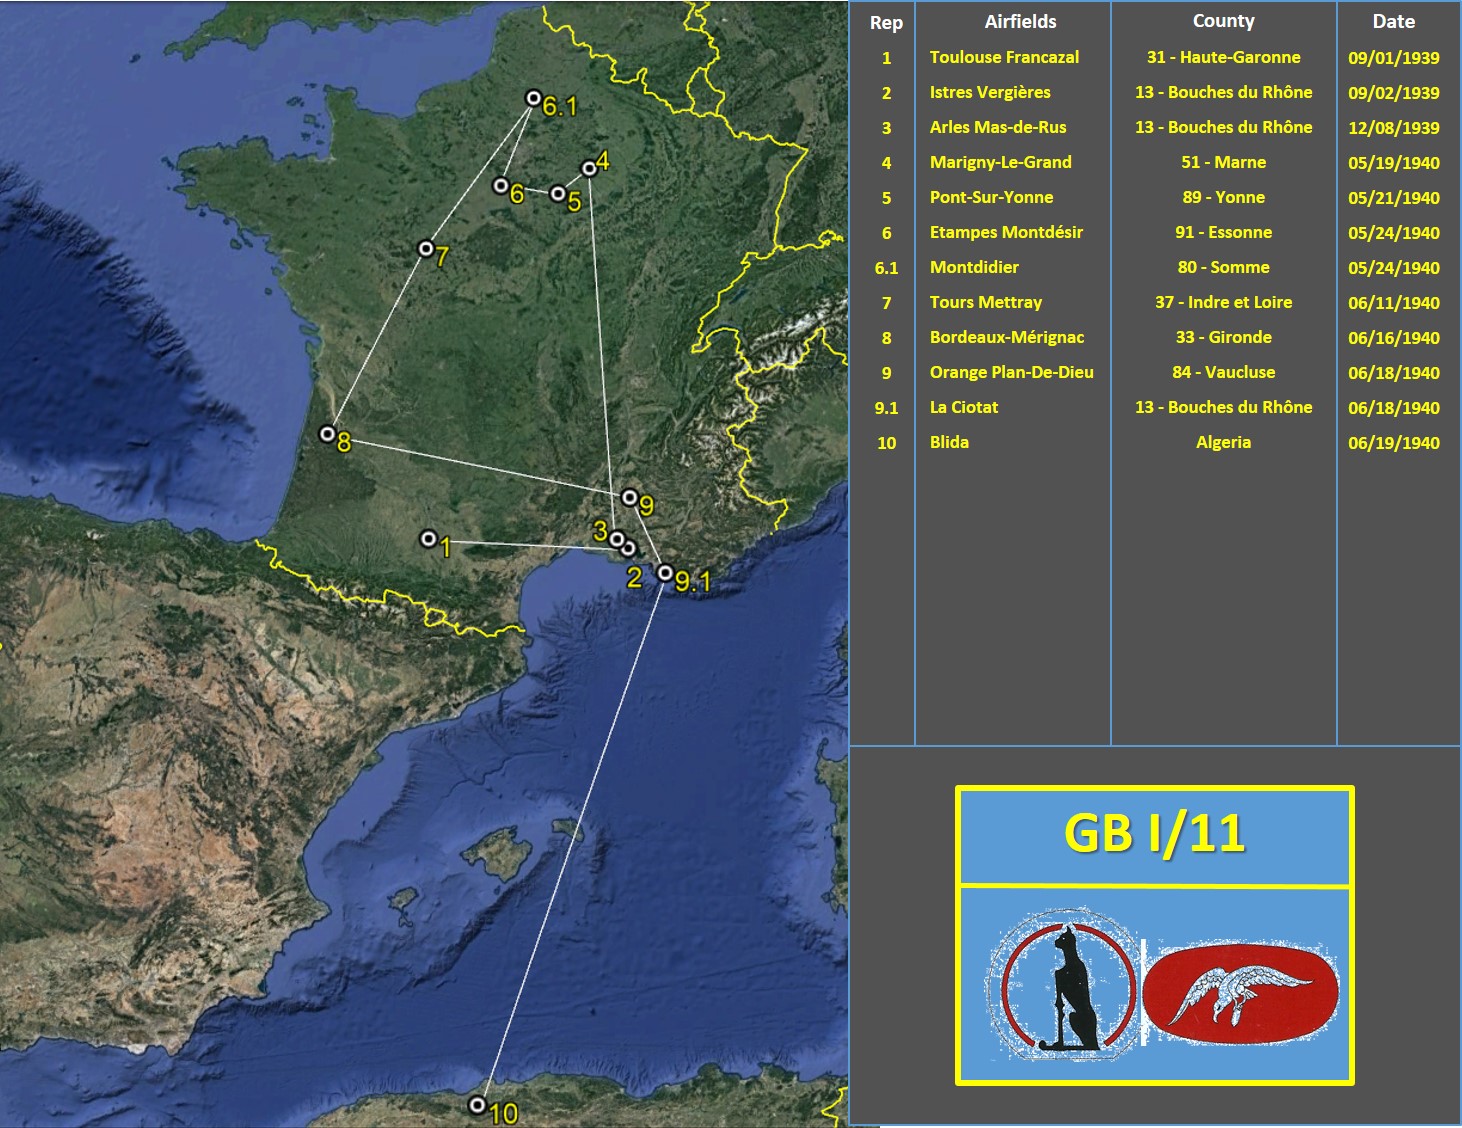 6.1
4
6
5
7
8
9
3
1
2
9.1
10
Rep Airfields County Date
1 Toulouse Francazal 31 - Haute-Garonne 09/01/1939
2 Istres Vergières 13 - Bouches du Rhône 09/02/1939
3 Arles Mas-de-Rus 13 - Bouches du Rhône 12/08/1939
4 Marigny-Le-Grand 51 - Marne 05/19/1940
5 Pont-Sur-Yonne 89 - Yonne 05/21/1940
6 Etampes Montdésir 91 - Essonne 05/24/1940
6.1 Montdidier 80 - Somme 05/24/1940
7 Tours Mettray 37 - Indre et Loire 06/11/1940
8 Bordeaux-Mérignac 33 - Gironde 06/16/1940
9 Orange Plan-De-Dieu 84 - Vaucluse 06/18/1940
9.1 La Ciotat 13 - Bouches du Rhône 06/18/1940
10 Blida Algeria 06/19/1940
GB I/11